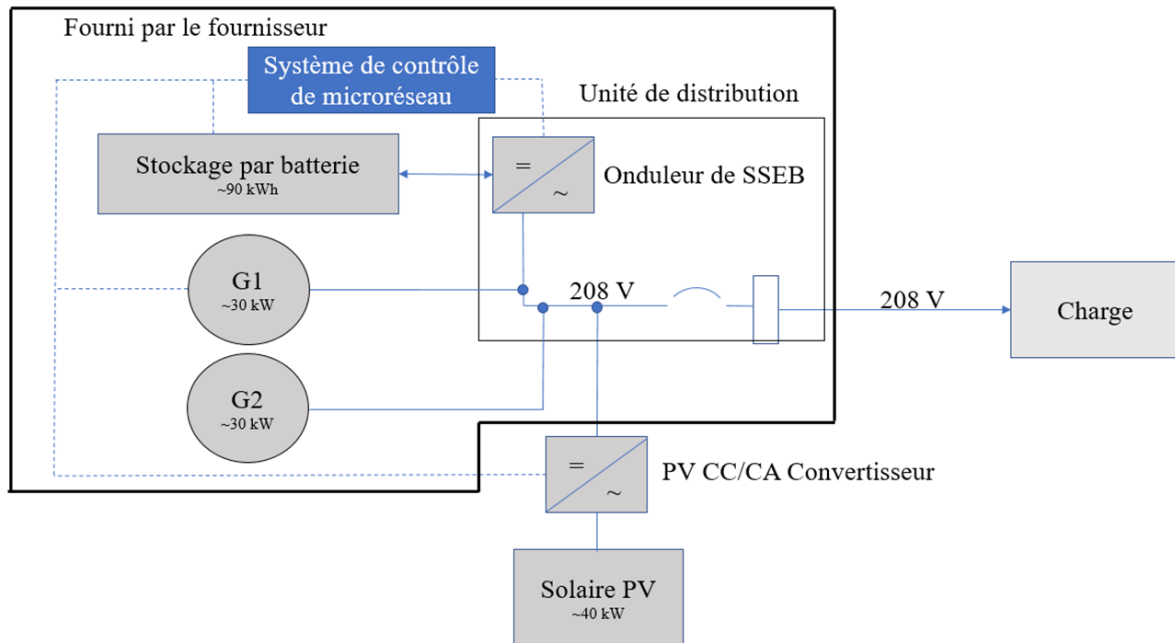 Fourni par le fournisseur
Système de contrôle
de microréseau
Unité de distribution
Stockage par batterie
~90 kWh
=
~
Onduleur de SSEB
G1
~30 kW
208 V
208 V
Charge
G2
~30 kW
=
~
PV CC/CA Convertisseur
Solaire PV
~40 kW